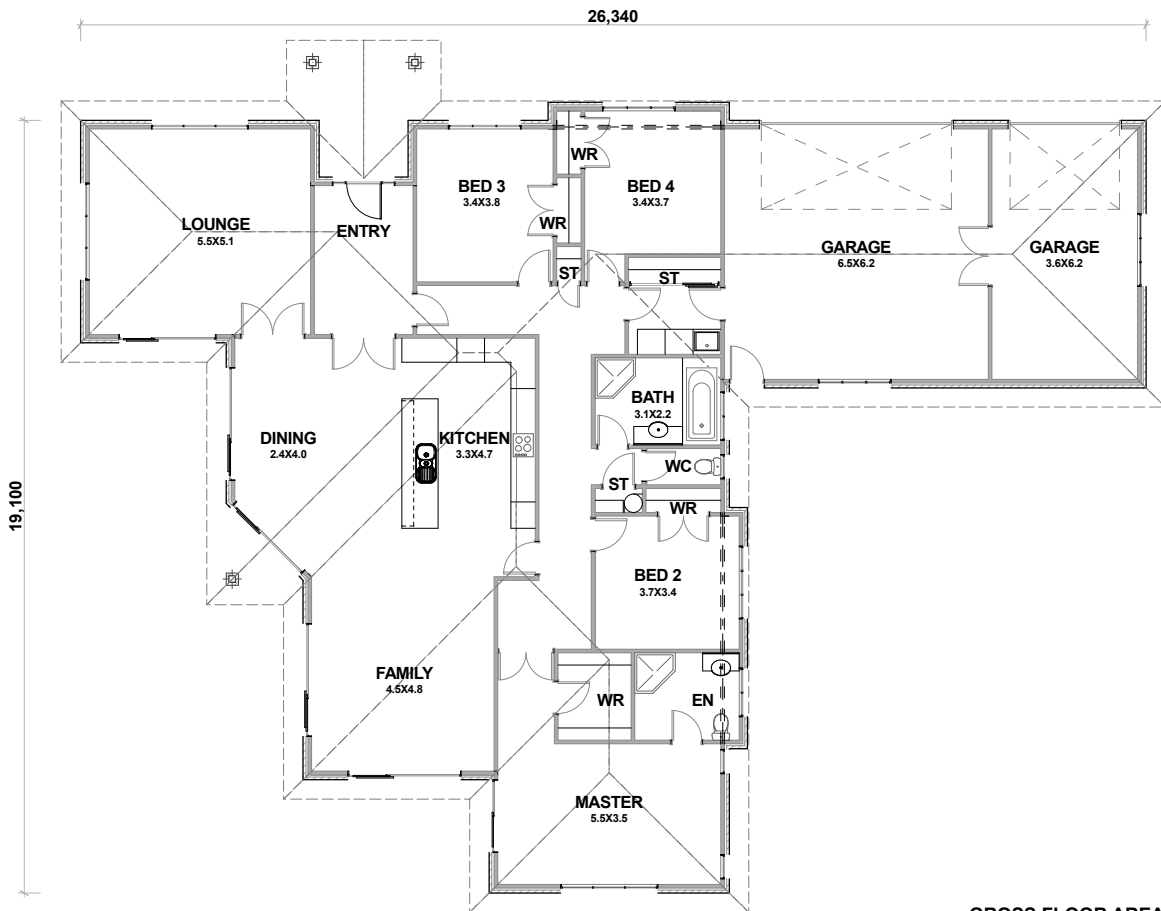 26,340
19,100
LOUNGE
5.5X5.1
ENTRY
BED 3
3.4X3.8
WR
WR
BED 4
3.4X3.7
ST
ST
GARAGE
6.5X6.2
GARAGE
3.6X6.2
DINING
2.4X4.0
KITCHEN
3.3X4.7
BATH
3.1X2.2
WC
ST
WR
BED 2
3.7X3.4
FAMILY
4.5X4.8
WR
EN
MASTER
5.5X3.5
GROSS FLOOR AREA